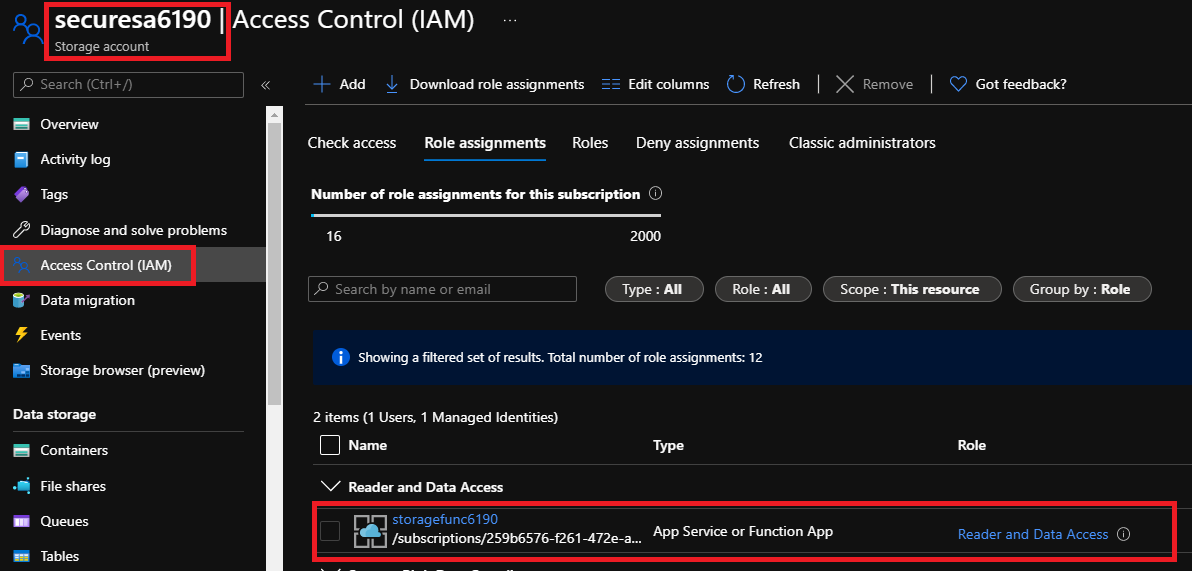 securesa6190 | Access Control (IAM) ...
Storage account
Search (Ctrl+/)
«
Overview
Activity log
Tags
Diagnose and solve problems
Access Control (IAM)
Data migration
Events
Storage browser (preview)
Data storage
Containers
File shares
Queues
Tables
Add
Download role assignments
Edit columns
Refresh
Remove
Got feedback?
Check access
Role assignments
Roles
Deny assignments
Classic administrators
Number of role assignments for this subscription
16
2000
Search by name or email
Type : All
Role : All
Scope : This resource
Group by : Role
Showing a filtered set of results. Total number of role assignments: 12
2 items (1 Users, 1 Managed Identities)
Name
Type
Role
Reader and Data Access
storagefunc6190
/subscriptions/259b6576-f261-472e-a...
App Service or Function App
Reader and Data Access